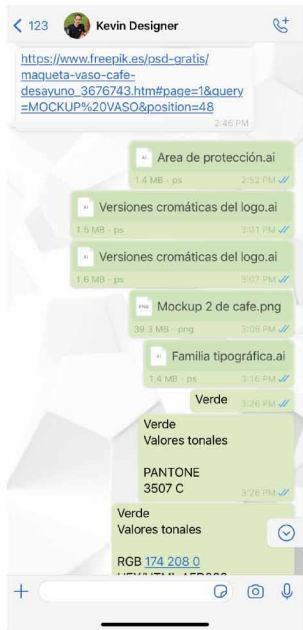 123
Kevin Designer
https://www.freepik.es/psd-gratis/
maqueta-vaso-cafe-
desayuno_3676743.htm#page=1&query
=MOCKUP%20VASO&position=48
2:46 PM
Area de protección.ai
1.4 MB · ps
2:52 PM
Versiones cromáticas del logo.ai
1.5 MB · ps
3:01 PM
Versiones cromáticas del logo.ai
1.6 MB · ps
3:07 PM
Mockup 2 de cafe.png
39.3 MB · png
3:08 PM
Familia tipográfica.ai
1,4 MB · ps
3:16 PM
Verde
3:26 PM
Verde
Valores tonales
PANTONE
3507 C
3:28 PM
Verde
Valores tonales
RGB 174 208 0